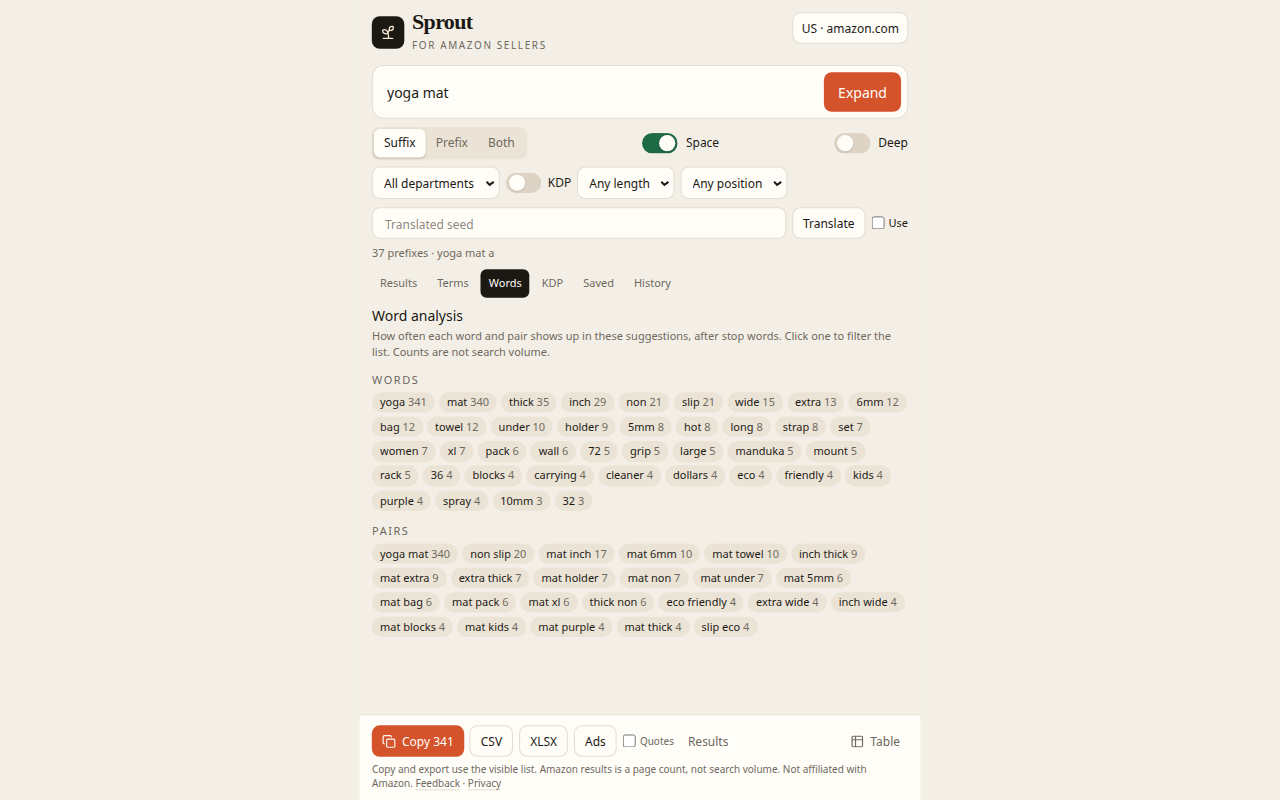 Sprout
FOR AMAZON SELLERS
US · amazon.com
yoga mat
Expand
Suffix Prefix Both Space Deep
All departments KDP Any length Any position
Translated seed Translate Use
37 prefixes · yoga mat a
Results Terms Words KDP Saved History
Word analysis
How often each word and pair shows up in these suggestions, after stop words. Click one to filter the
list. Counts are not search volume.
WORDS
yoga 341 mat 340 thick 35 inch 29 non 21 slip 21 wide 15 extra 13 6mm 12
bag 12 towel 12 under 10 holder 9 5mm 8 hot 8 long 8 strap 8 set 7
women 7 xl 7 pack 6 wall 6 72 5 grip 5 large 5 manduka 5 mount 5
rack 5 36 4 blocks 4 carrying 4 cleaner 4 dollars 4 eco 4 friendly 4 kids 4
purple 4 spray 4 10mm 3 32 3
PAIRS
yoga mat 340 non slip 20 mat inch 17 mat 6mm 10 mat towel 10 inch thick 9
mat extra 9 extra thick 7 mat holder 7 mat non 7 mat under 7 mat 5mm 6
mat bag 6 mat pack 6 mat xl 6 thick non 6 eco friendly 4 extra wide 4 inch wide 4
mat blocks 4 mat kids 4 mat purple 4 mat thick 4 slip eco 4
Copy 341 CSV XLSX Ads Quotes Results Table
Copy and export use the visible list. Amazon results is a page count, not search volume. Not affiliated with
Amazon. Feedback · Privacy